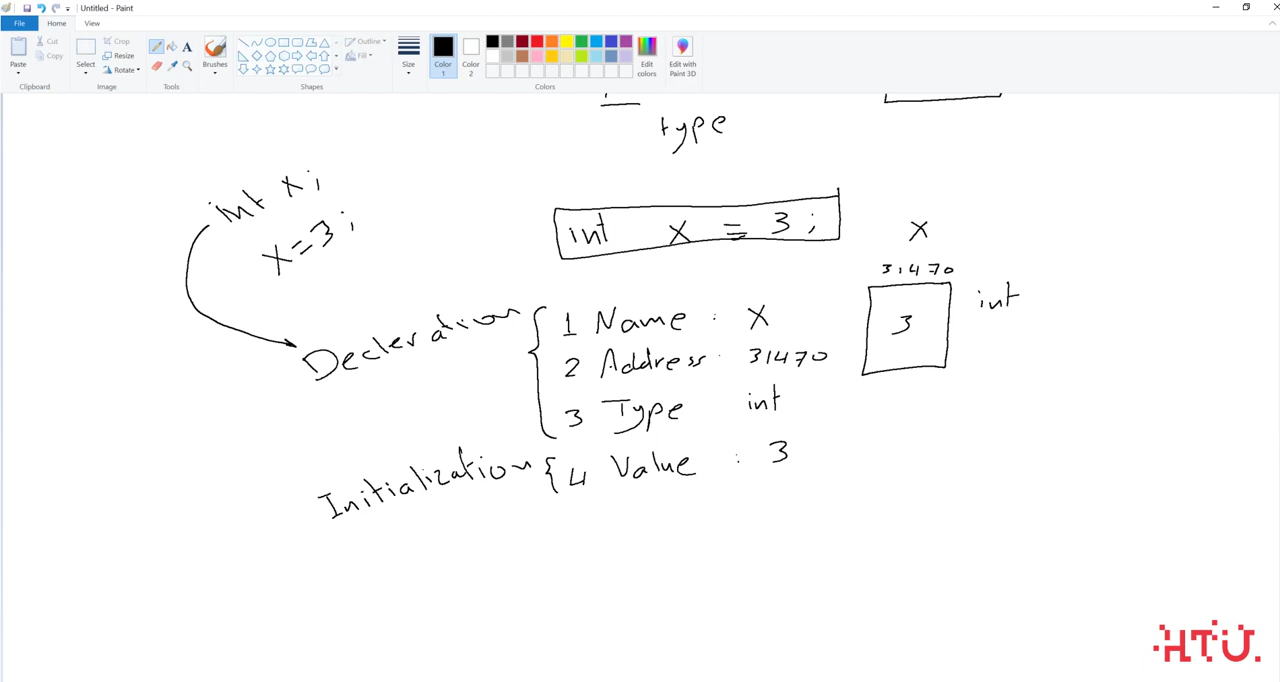 Untitled - Paint
File Home View
Paste
Cut
Copy
Clipboard
Select
Crop
Resize
Rotate
Image
A
Tools
Brushes
Shapes
Outline
Fill
Size
Color 1
Color 2
Colors
Edit colors
Edit with Paint 3D
type
int x;
x=3;
int x = 3;
x
31470
3
int
Decleration
1 Name : X
2 Address : 31470
3 Type int
Initialization
4 Value : 3
HTU